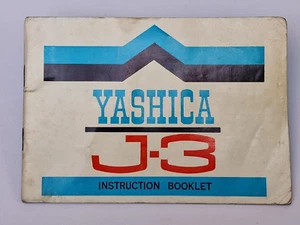 YASHICA
J-3
INSTRUCTION BOOKLET